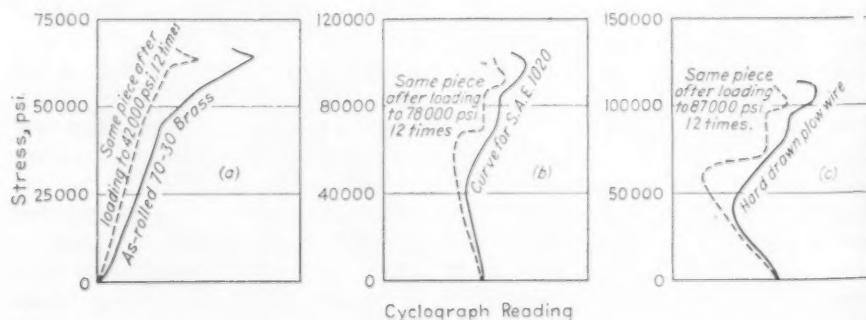 75000
50000
25000
0
Stress, psi.
Same piece after
loading to 42000 psi 12 times
As-rolled 70-30 Brass
(a)
120000
80000
40000
0
Same piece
after loading
to 78000 psi
12 times
Curve for S.A.E. 1020
(b)
150000
100000
50000
0
Same piece
after loading
to 87000 psi
12 times.
Hard drawn plow wire
(c)
Cyclograph Reading